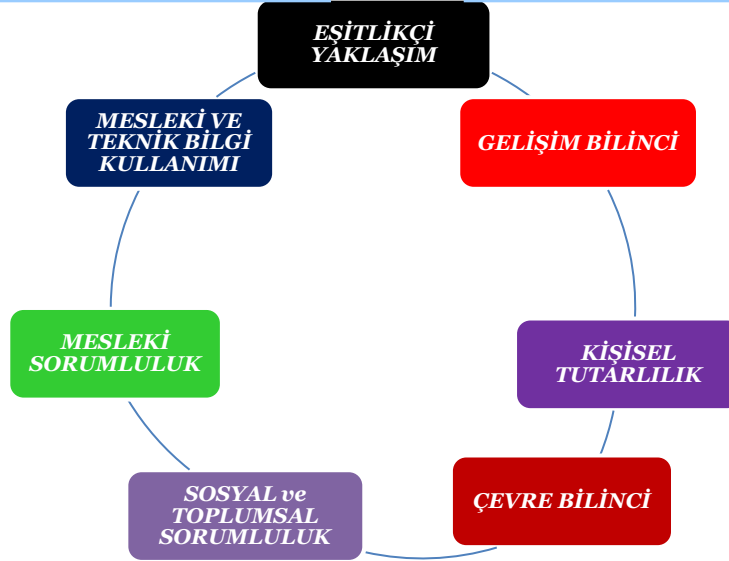 EŞİTLİKÇİ
YAKLAŞIM
GELİŞİM BİLİNCİ
KİŞİSEL
TUTARLILIK
ÇEVRE BİLİNCİ
SOSYAL ve
TOPLUMSAL
SORUMLULUK
MESLEKİ
SORUMLULUK
MESLEKİ VE
TEKNİK BİLGİ
KULLANIMI